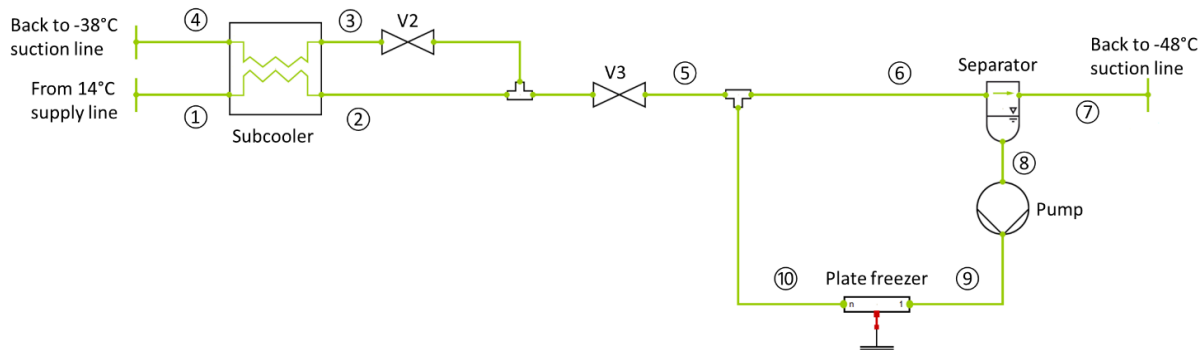 Back to -38°C
suction line
④
③
V2
From 14°C
supply line
①
Subcooler
②
V3
⑤
⑥
Separator
Back to -48°C
suction line
⑦
⑧
Pump
⑩
Plate freezer
⑨
n
1